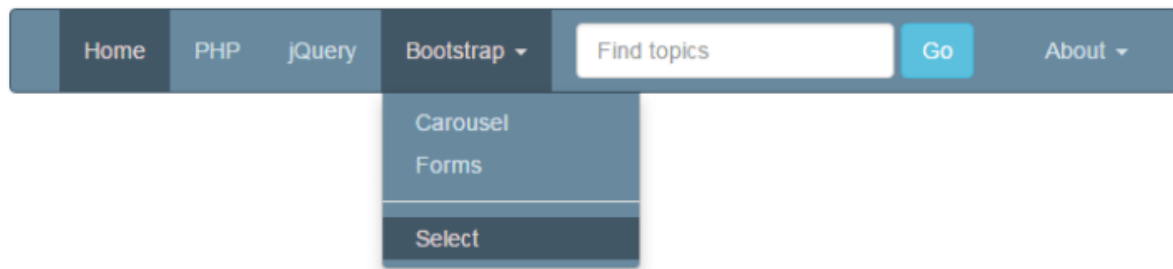 Home PHP jQuery Bootstrap Find topics Go About
Carousel
Forms
Select